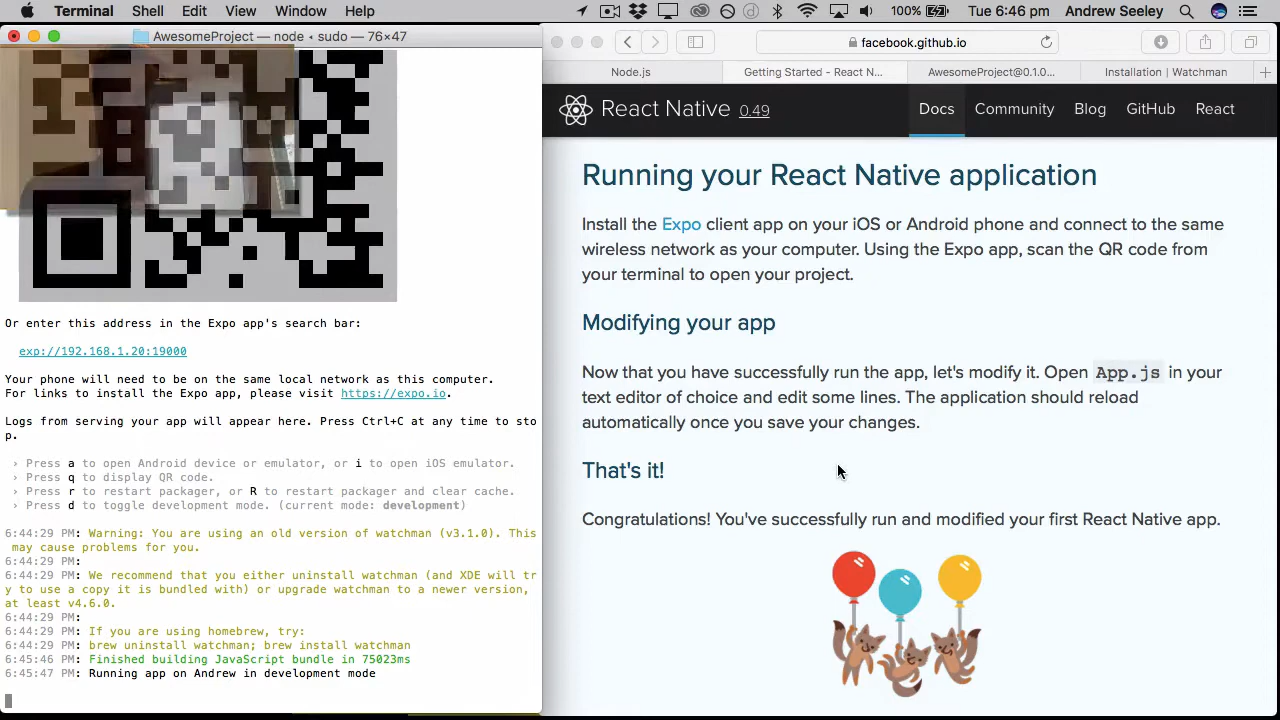 Terminal Shell Edit View Window Help 100% Tue 6:46 pm Andrew Seeley
AwesomeProject — node ‹ sudo — 76×47
Or enter this address in the Expo app's search bar:
exp://192.168.1.20:19000
Your phone will need to be on the same local network as this computer.
For links to install the Expo app, please visit https://expo.io.
Logs from serving your app will appear here. Press Ctrl+C at any time to sto
p.
› Press a to open Android device or emulator, or i to open iOS emulator.
› Press q to display QR code.
› Press r to restart packager, or R to restart packager and clear cache.
› Press d to toggle development mode. (current mode: development)
6:44:29 PM: Warning: You are using an old version of watchman (v3.1.0). This
may cause problems for you.
6:44:29 PM:
6:44:29 PM: We recommend that you either uninstall watchman (and XDE will tr
y to use a copy it is bundled with) or upgrade watchman to a newer version,
at least v4.6.0.
6:44:29 PM:
6:44:29 PM: If you are using homebrew, try:
6:44:29 PM: brew uninstall watchman; brew install watchman
6:45:46 PM: Finished building JavaScript bundle in 75023ms
6:45:47 PM: Running app on Andrew in development mode
facebook.github.io
Node.js Getting Started - React N... AwesomeProject@0.1.0... Installation | Watchman
React Native 0.49 Docs Community Blog GitHub React
Running your React Native application
Install the Expo client app on your iOS or Android phone and connect to the same
wireless network as your computer. Using the Expo app, scan the QR code from
your terminal to open your project.
Modifying your app
Now that you have successfully run the app, let's modify it. Open App.js in your
text editor of choice and edit some lines. The application should reload
automatically once you save your changes.
That's it!
Congratulations! You've successfully run and modified your first React Native app.